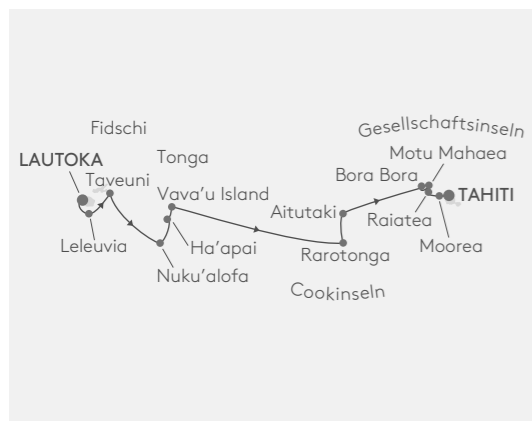 Fidschi
LAUTOKA
Taveuni
Leleuvia
Tonga
Vava'u Island
Ha'apai
Nuku'alofa
Aitutaki
Rarotonga
Cookinseln
Gesellschaftsinseln
Motu Mahaea
Bora Bora
TAHITI
Raiatea
Moorea